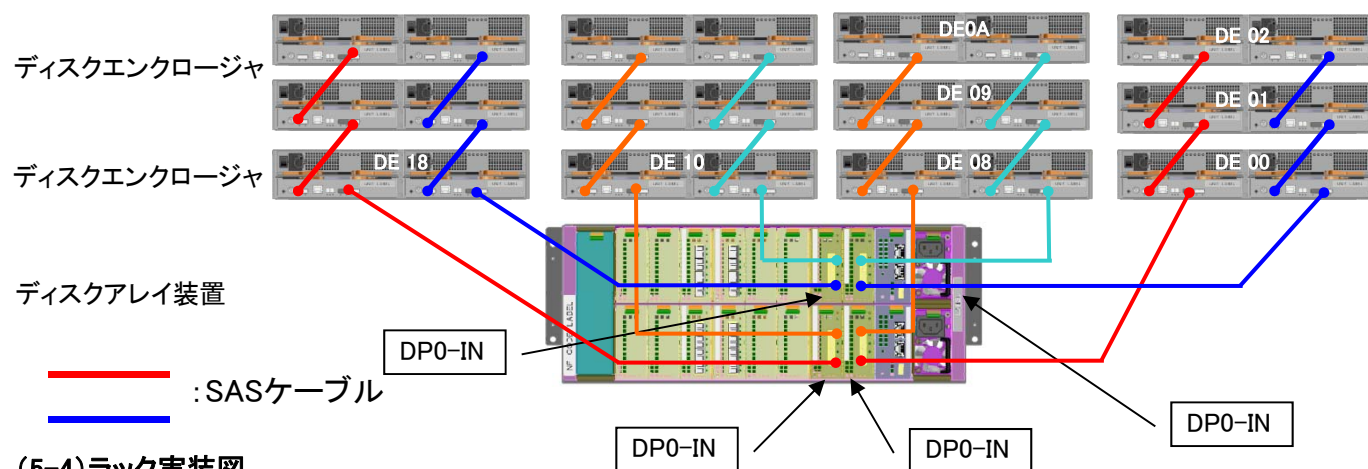 DE0A
DE 02
ディスクエンクロージャ
DE 09
DE 01
ディスクエンクロージャ
DE 18
DE 10
DE 08
DE 00
ディスクアレイ装置
DP0-IN
:SASケーブル
DP0-IN
DP0-IN
DP0-IN
(5-4)ラック実装図